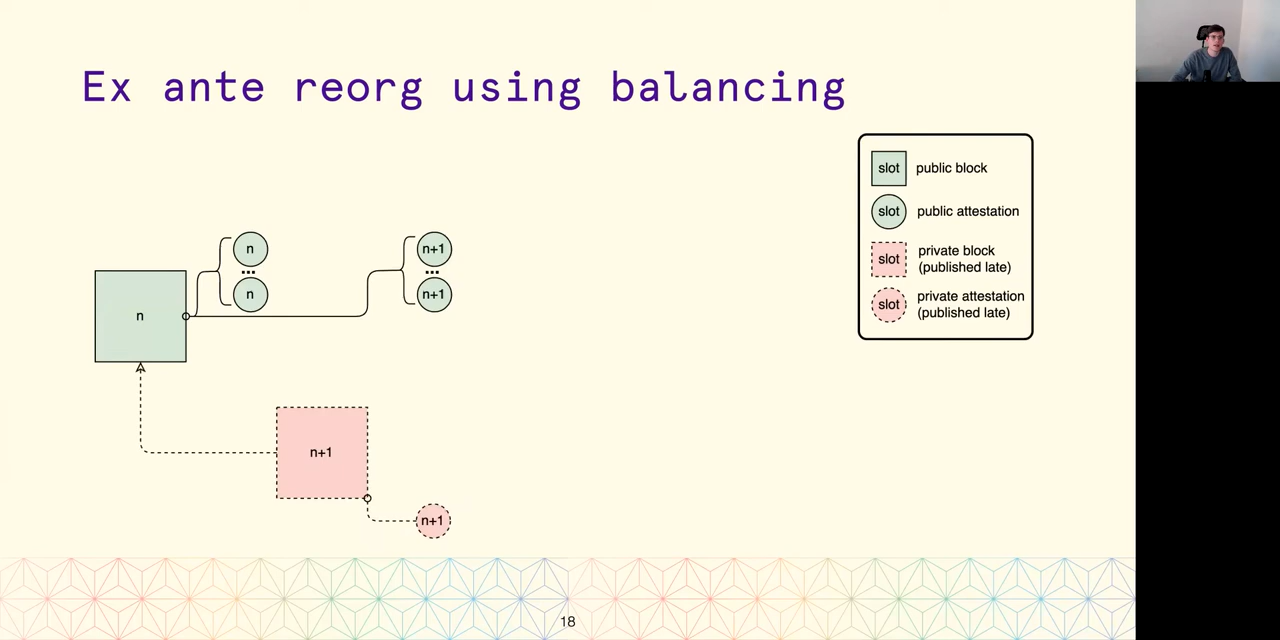 Ex ante reorg using balancing
slot public block
slot public attestation
slot private block
(published late)
slot private attestation
(published late)
n
n+1
...
...
n
n+1
n
n+1
n+1
18